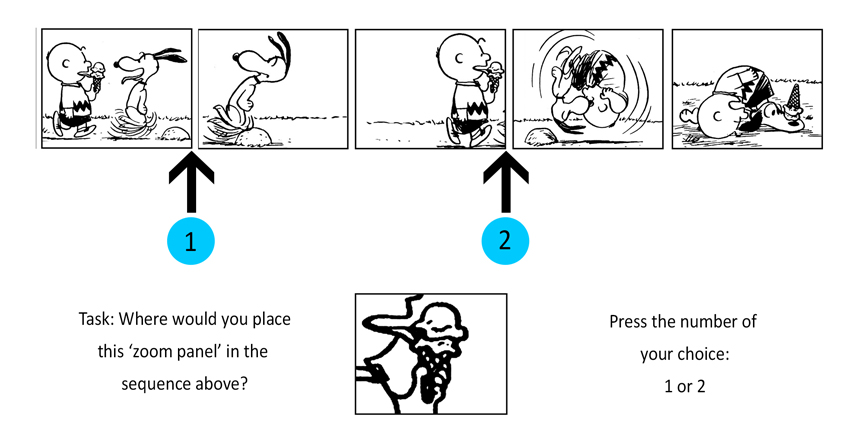 1
2
Task: Where would you place
this ‘zoom panel’ in the
sequence above?
Press the number of
your choice:
1 or 2